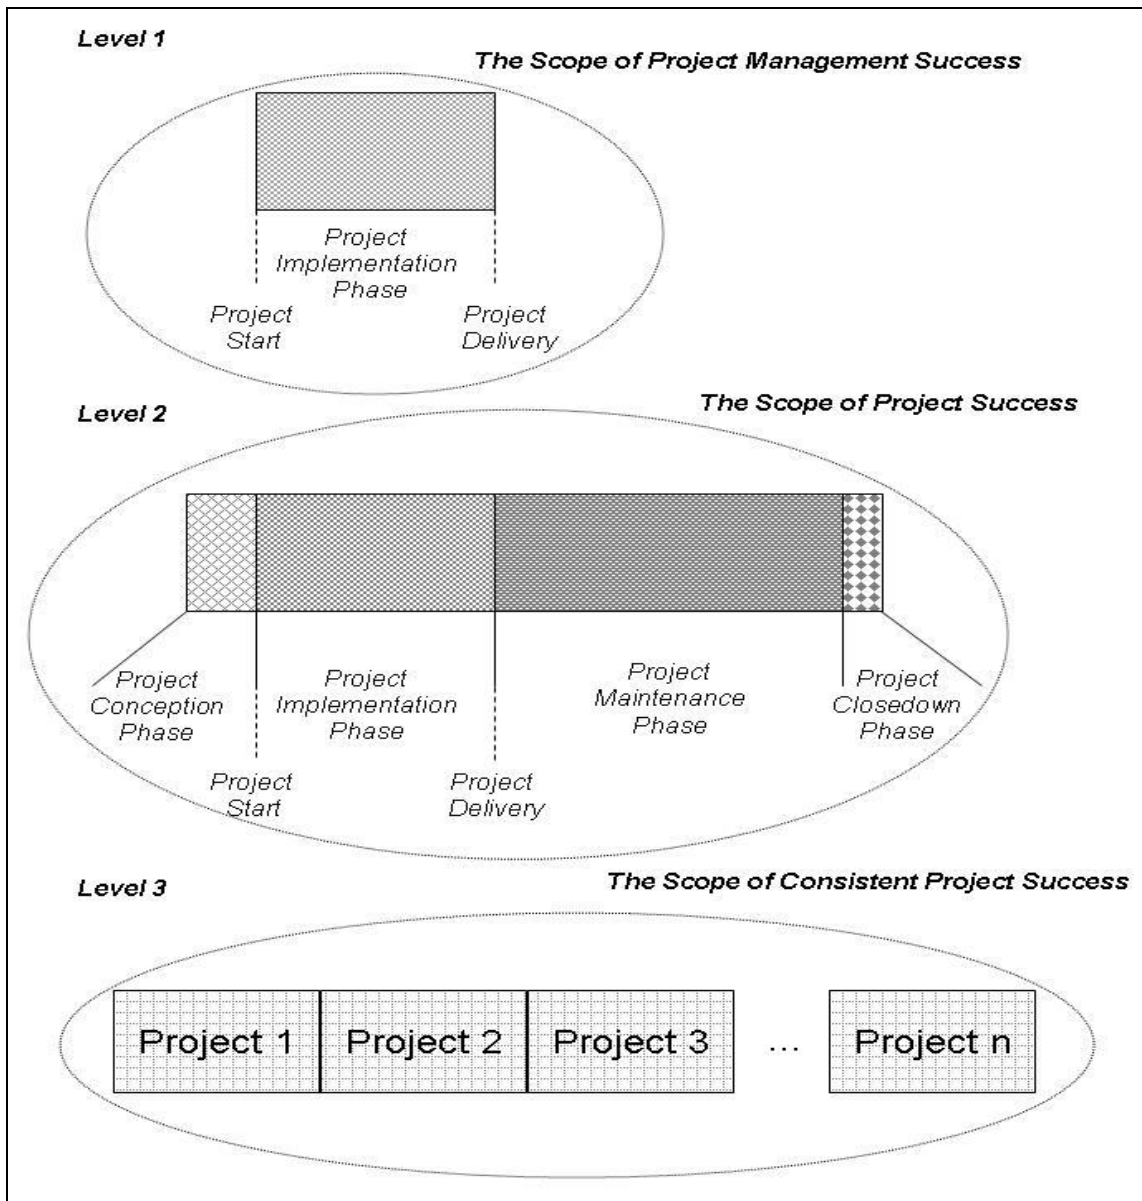 Level 1
The Scope of Project Management Success
Project
Implementation
Phase
Project
Start
Project
Delivery
Level 2
The Scope of Project Success
Project
Conception
Phase
Project
Implementation
Phase
Project
Maintenance
Phase
Project
Closedown
Phase
Project
Start
Project
Delivery
Level 3
The Scope of Consistent Project Success
Project 1
Project 2
Project 3
...
Project n